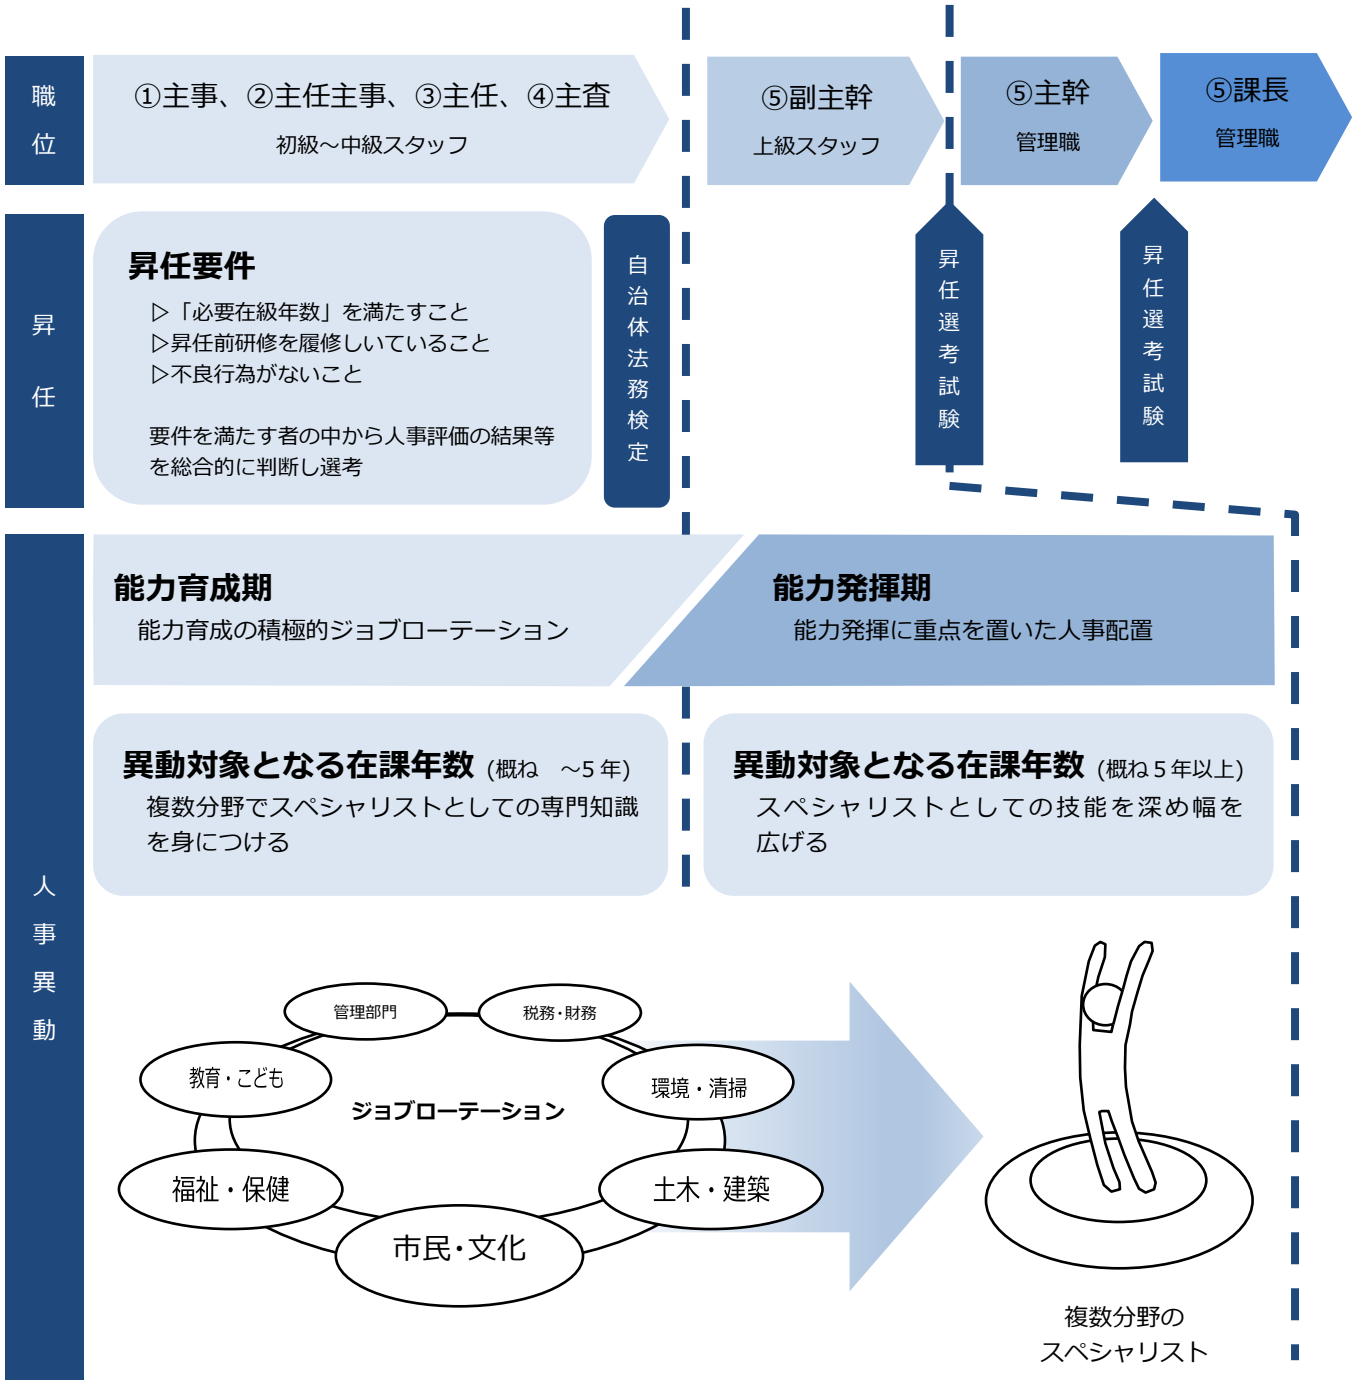 職位
①主事、②主任主事、③主任、④主査
初級～中級スタッフ
⑤副主幹
上級スタッフ
⑤主幹
管理職
⑤課長
管理職
昇任
昇任要件
▷「必要在級年数」を満たすこと
▷昇任前研修を履修しいていること
▷不良行為がないこと
要件を満たす者の中から人事評価の結果等
を総合的に判断し選考
自治体法務検定
昇任選考試験
昇任選考試験
人事異動
能力育成期
能力育成の積極的ジョブローテーション
能力発揮期
能力発揮に重点を置いた人事配置
異動対象となる在課年数 (概ね　～5 年)
複数分野でスペシャリストとしての専門知識
を身につける
異動対象となる在課年数 (概ね 5 年以上)
スペシャリストとしての技能を深め幅を
広げる
管理部門
税務・財務
教育・こども
環境・清掃
ジョブローテーション
福祉・保健
土木・建築
市民・文化
複数分野の
スペシャリスト